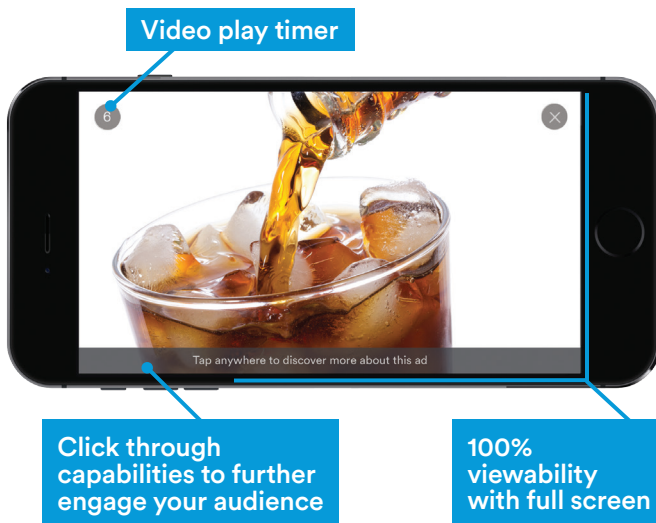 Video play timer
6
Tap anywhere to discover more about this ad
Click through
capabilities to further
engage your audience
100%
viewability
with full screen